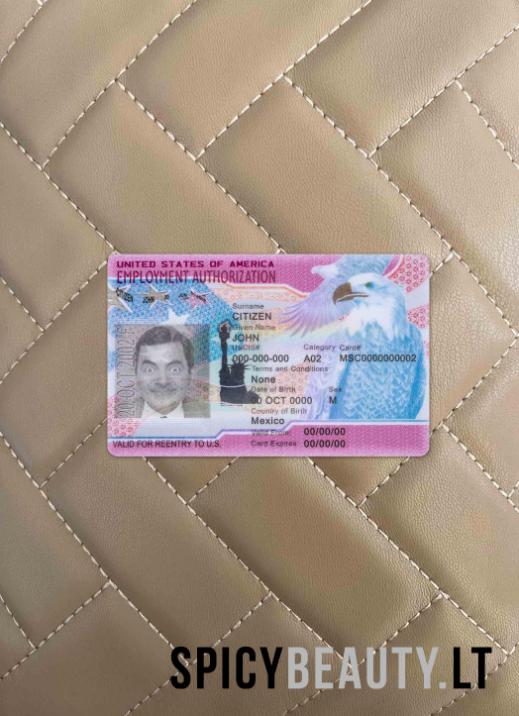 UNITED STATES OF AMERICA
EMPLOYMENT AUTHORIZATION
Surname
CITIZEN
Given Name
JOHN
USCIS# Category Card#
000-000-000 A02 MSC0000000002
Terms and Conditions
None
Date of Birth Sex
00 OCT 0000 M
Country of Birth
Mexico
Valid From: 00/00/00
Card Expires 00/00/00
VALID FOR REENTRY TO U.S.
SPICYBEAUTY.LT